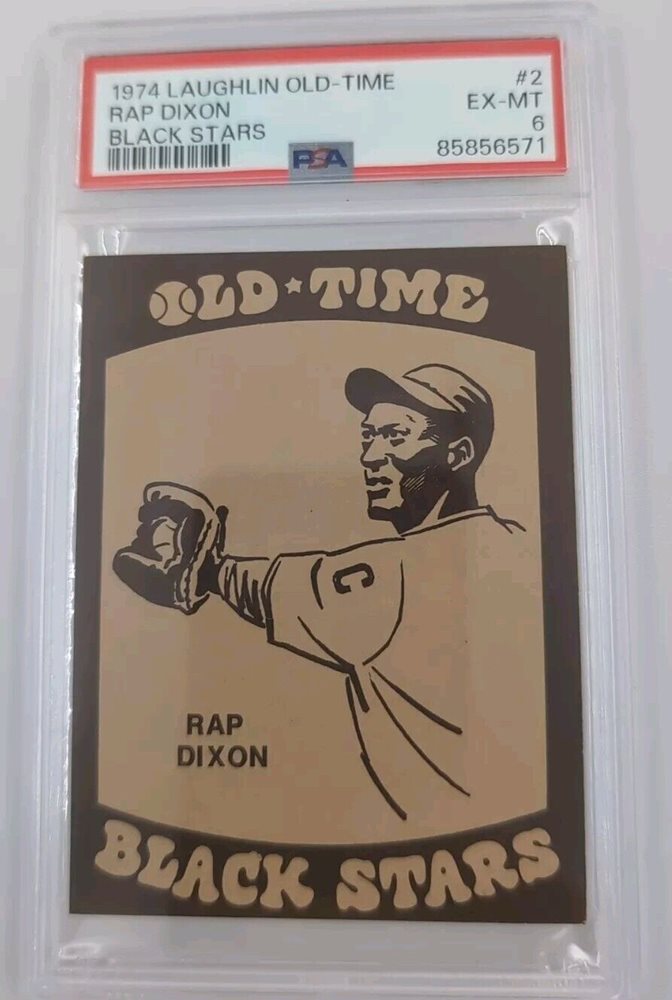 1974 LAUGHLIN OLD-TIME #2
RAP DIXON EX-MT
BLACK STARS 6
PSA 85856571
OLD★TIME
C
RAP
DIXON
BLACK STARS